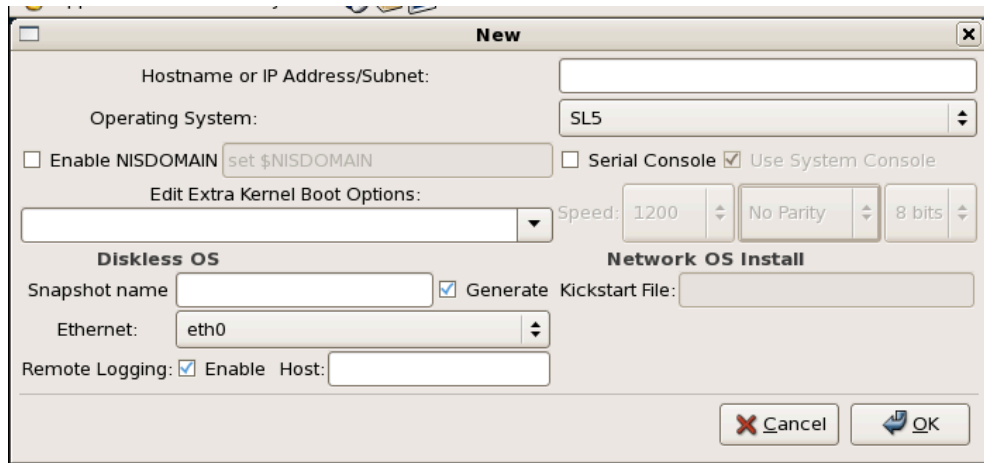 New
Hostname or IP Address/Subnet:
Operating System: SL5
Enable NISDOMAIN set $NISDOMAIN Serial Console Use System Console
Edit Extra Kernel Boot Options:
Speed: 1200 No Parity 8 bits
Diskless OS Network OS Install
Snapshot name Generate Kickstart File:
Ethernet: eth0
Remote Logging: Enable Host:
Cancel OK